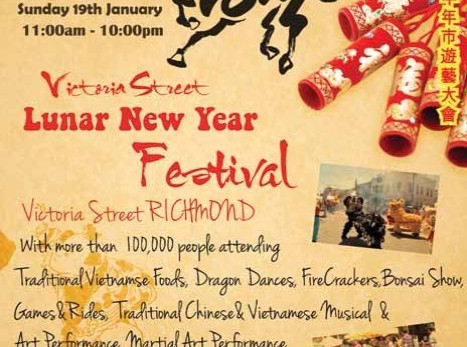 Sunday 19th January
11:00am - 10:00pm
年市遊藝大會
Victoria Street
Lunar New Year
Festival
Victoria Street RICHMOND
With more than 100,000 people attending
Traditional Vietnamse Foods, Dragon Dances, FireCrackers, Bonsai Show,
Games & Rides, Traditional Chinese & Vietnamese Musical &
Art Performance, Martial Art Performance